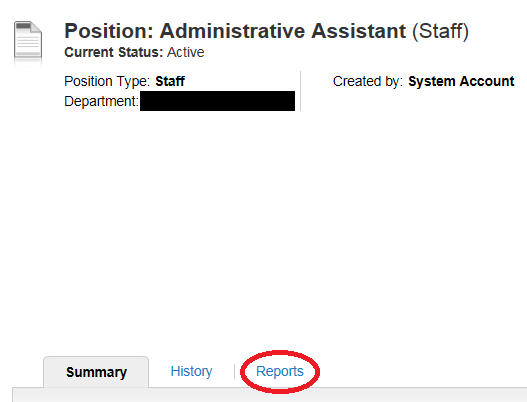 Position: Administrative Assistant (Staff)
Current Status: Active
Position Type: Staff
Created by: System Account
Department:
Summary
History
Reports